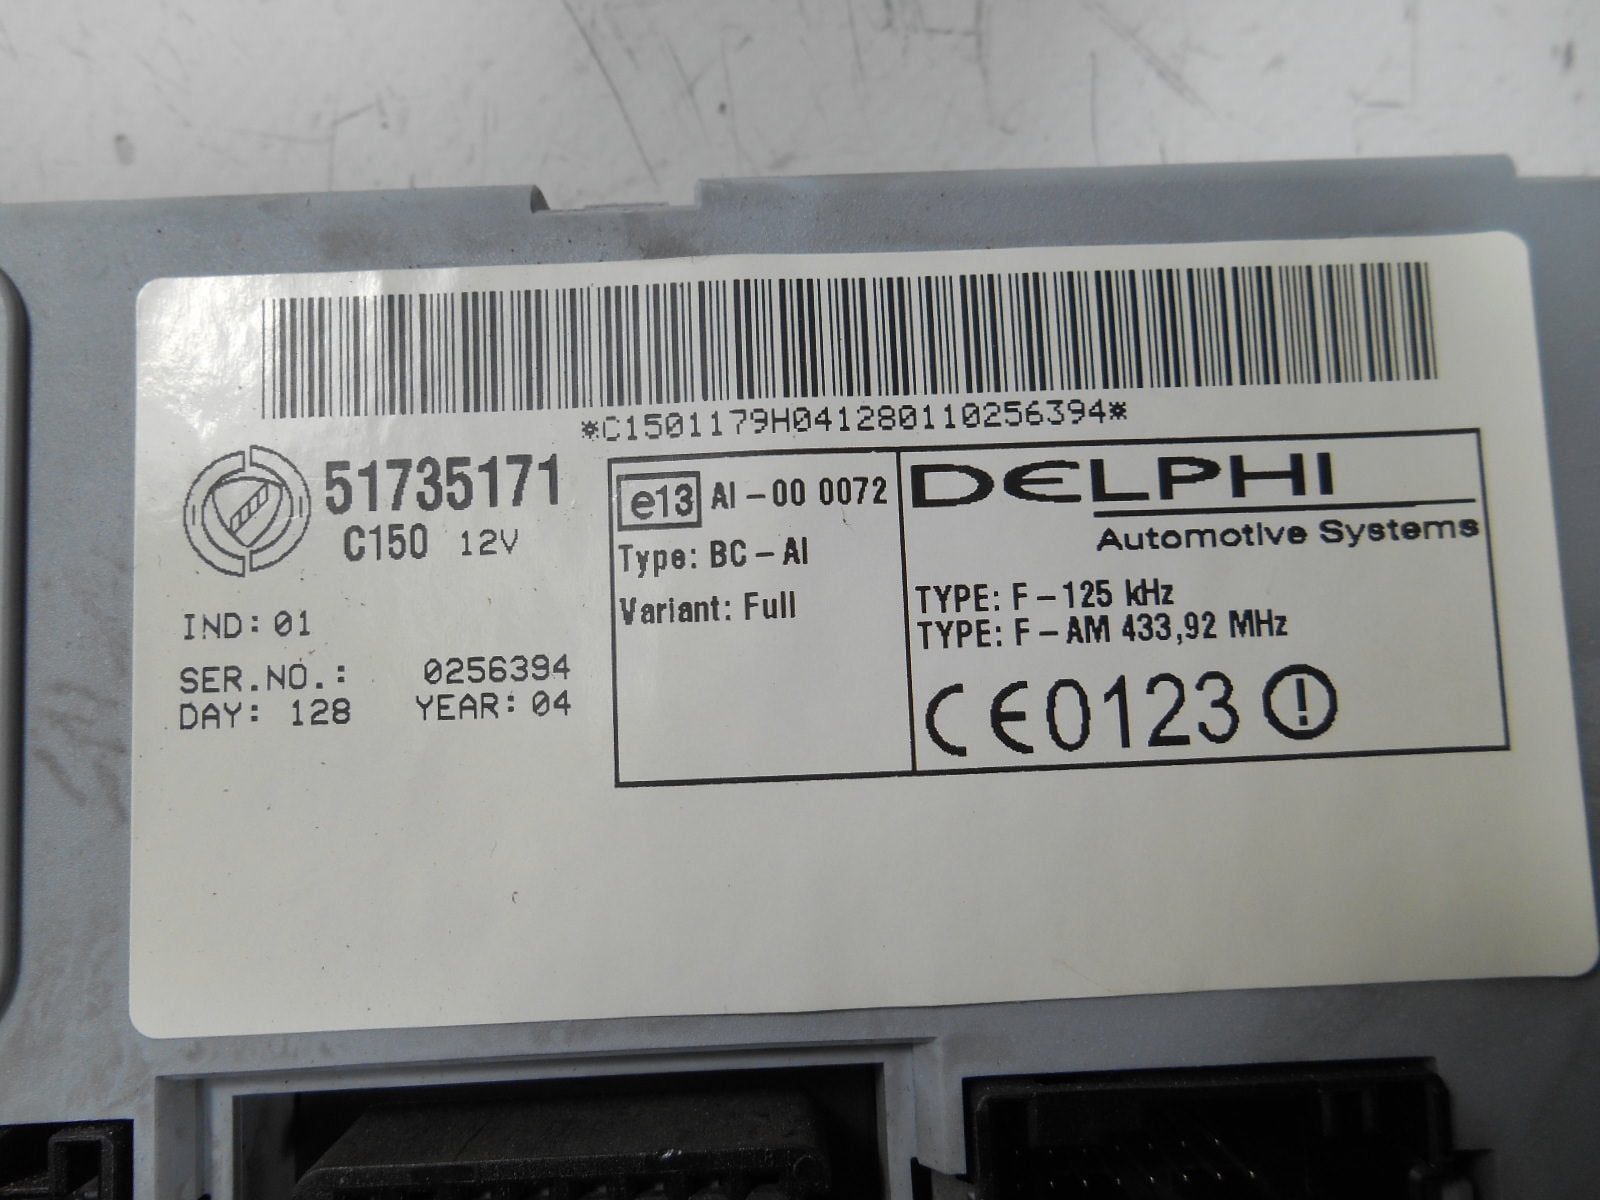 *C1501179H041280110256394*
51735171
C150 12V
IND: 01
SER.NO.: 0256394
DAY: 128 YEAR: 04
e13 AI-00 0072
Type: BC-AI
Variant: Full
DELPHI
Automotive Systems
TYPE: F-125 kHz
TYPE: F-AM 433,92 MHz
CE0123